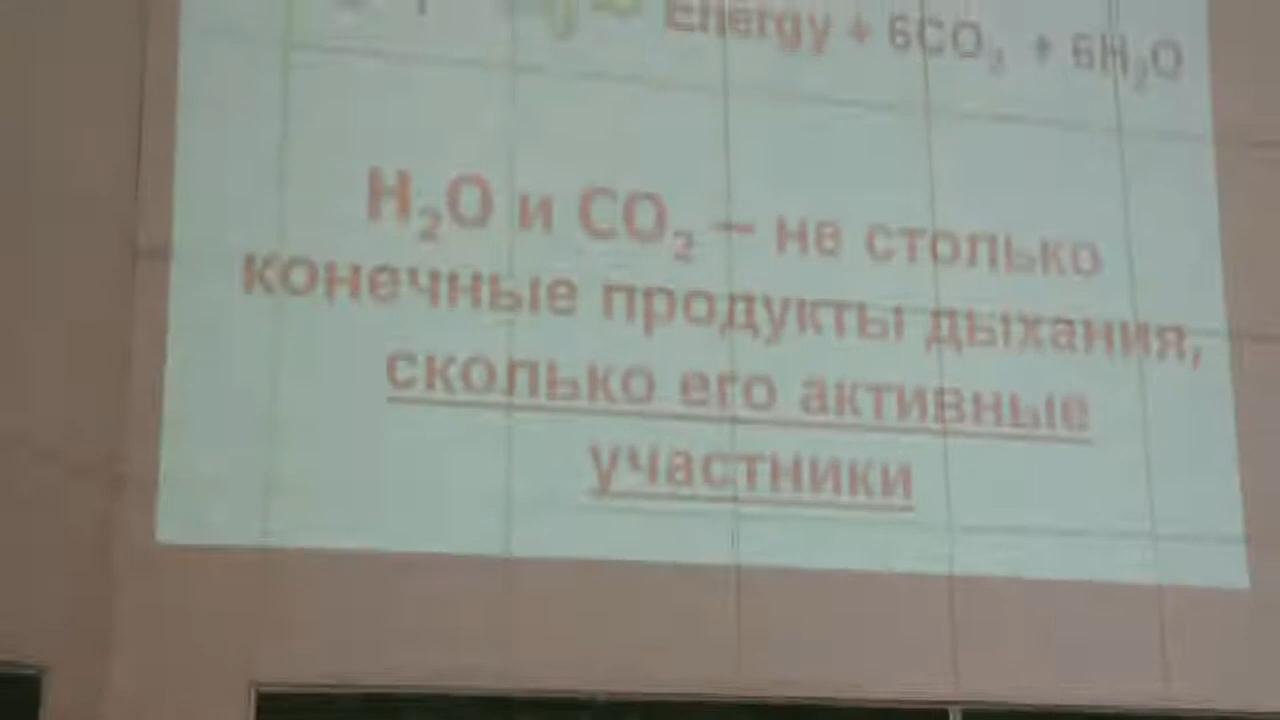 Energy + 6CO₂ + 6H₂O
H₂O и CO₂ – не столько
конечные продукты дыхания,
сколько его активные
участники